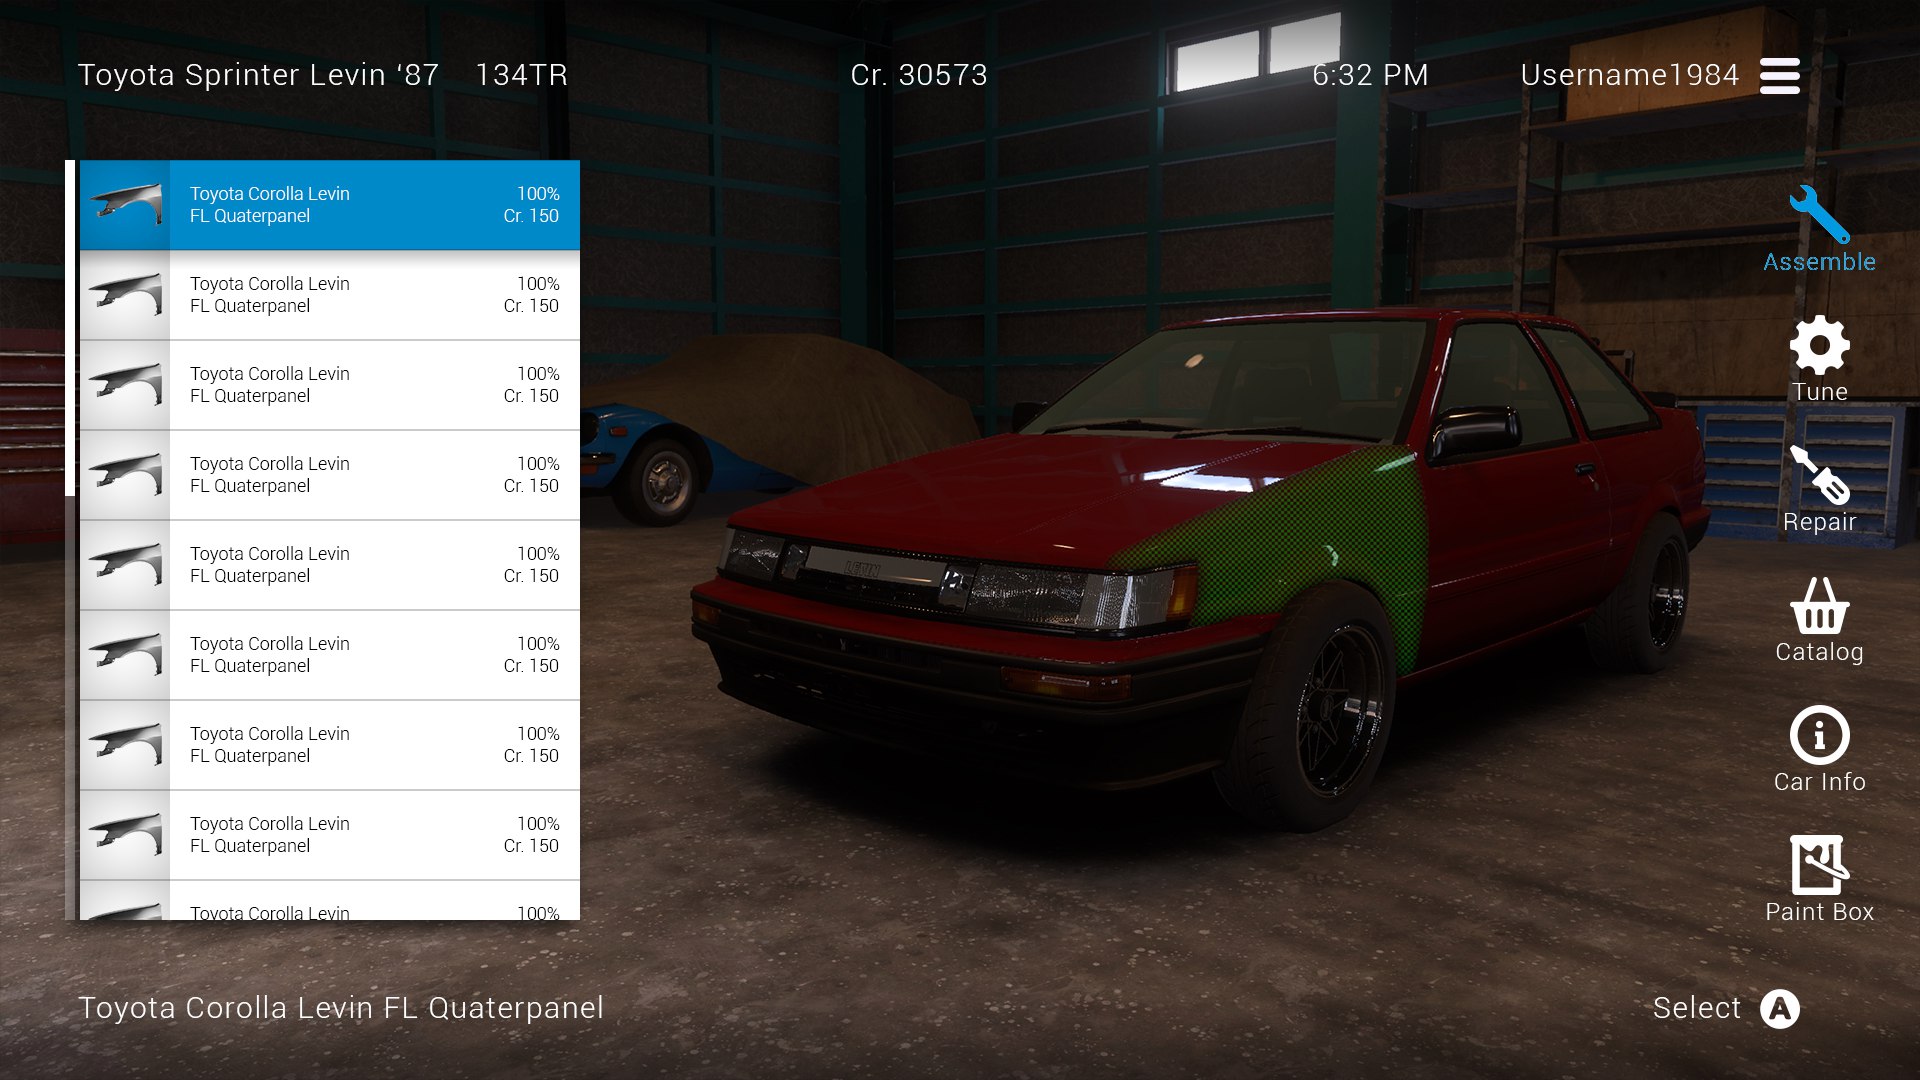 Toyota Sprinter Levin ‘87 134TR Cr. 30573 6:32 PM Username1984
Toyota Corolla Levin 100%
FL Quaterpanel Cr. 150
Toyota Corolla Levin 100%
FL Quaterpanel Cr. 150
Toyota Corolla Levin 100%
FL Quaterpanel Cr. 150
Toyota Corolla Levin 100%
FL Quaterpanel Cr. 150
Toyota Corolla Levin 100%
FL Quaterpanel Cr. 150
Toyota Corolla Levin 100%
FL Quaterpanel Cr. 150
Toyota Corolla Levin 100%
FL Quaterpanel Cr. 150
Toyota Corolla Levin 100%
FL Quaterpanel Cr. 150
Toyota Corolla Levin 100%
LEVIN
Assemble
Tune
Repair
Catalog
Car Info
Paint Box
Toyota Corolla Levin FL Quaterpanel
Select A